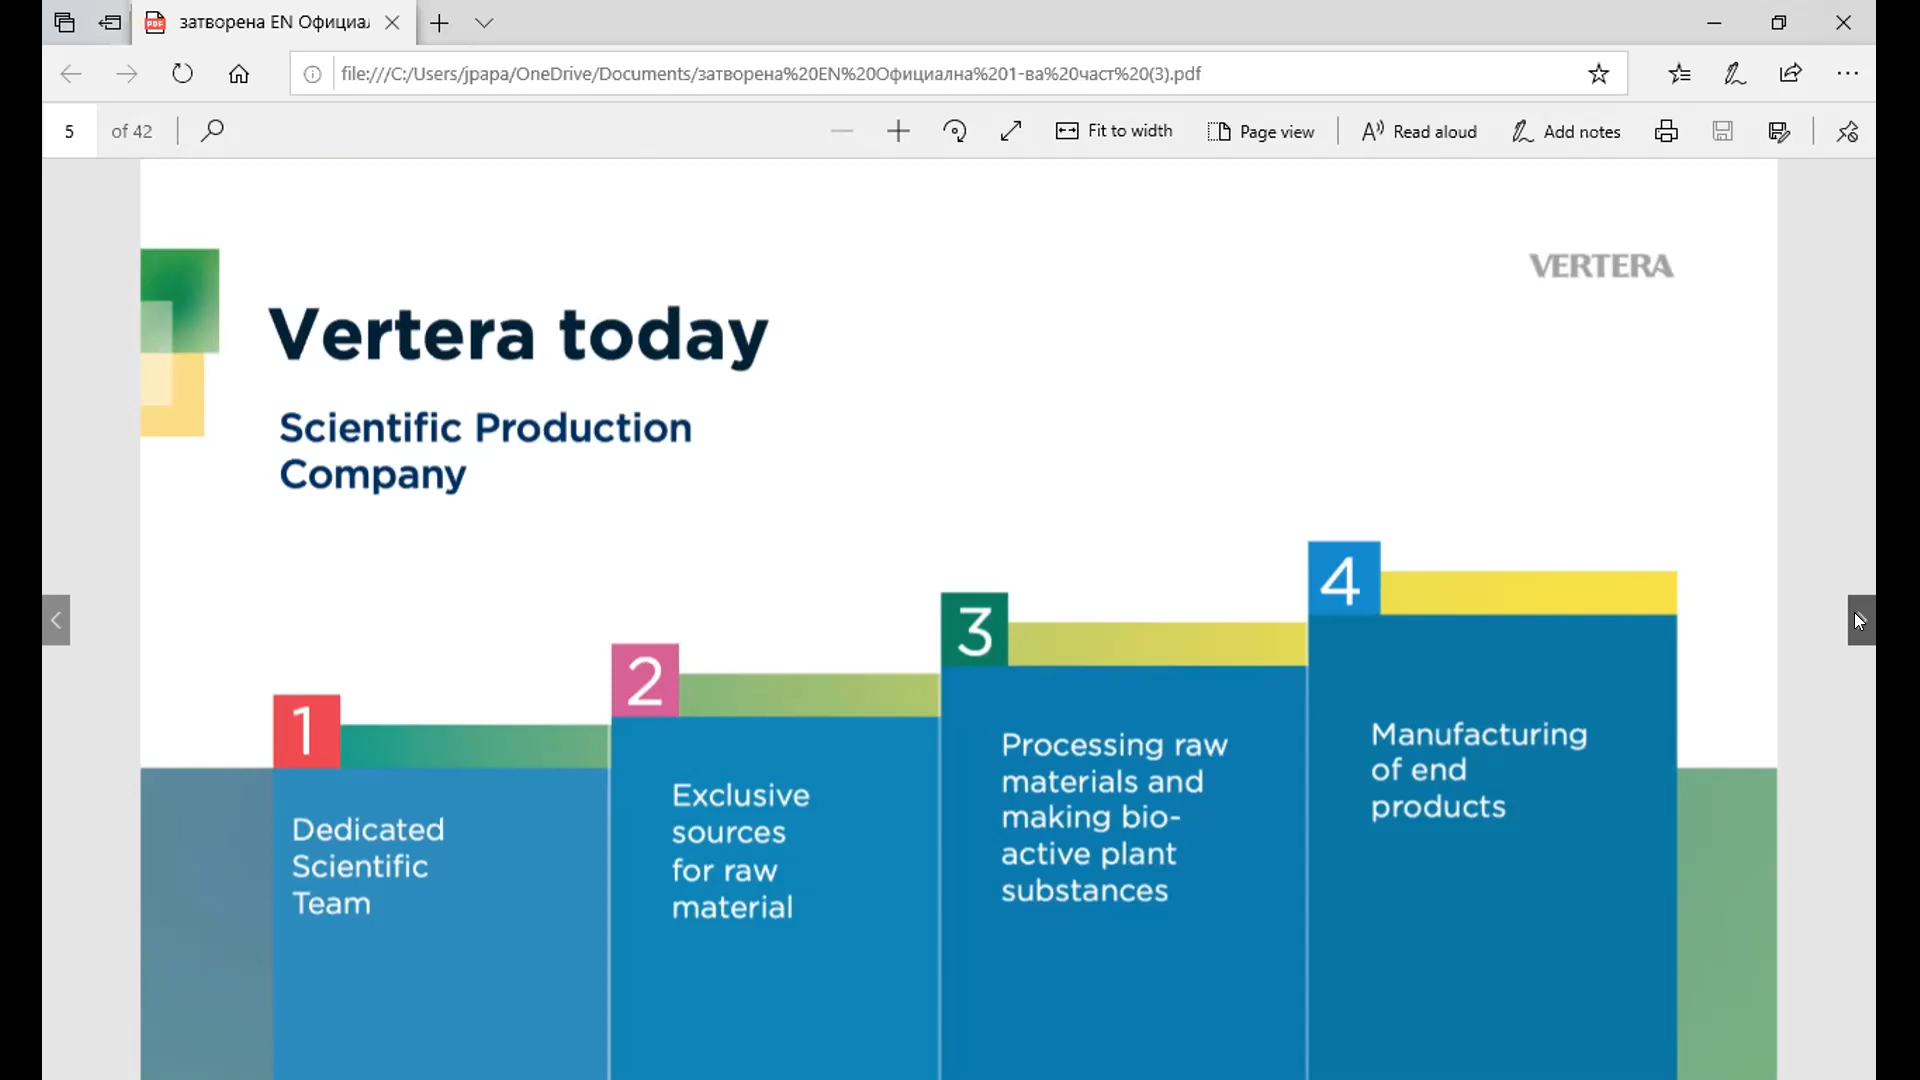 затворена EN Официал
file:///C:/Users/jpapa/OneDrive/Documents/затворена%20EN%20Официална%201-ва%20част%20(3).pdf
5 of 42
Fit to width
Page view
Read aloud
Add notes
VERTERA
Vertera today
Scientific Production
Company
1
Dedicated
Scientific
Team
2
Exclusive
sources
for raw
material
3
Processing raw
materials and
making bio-
active plant
substances
4
Manufacturing
of end
products